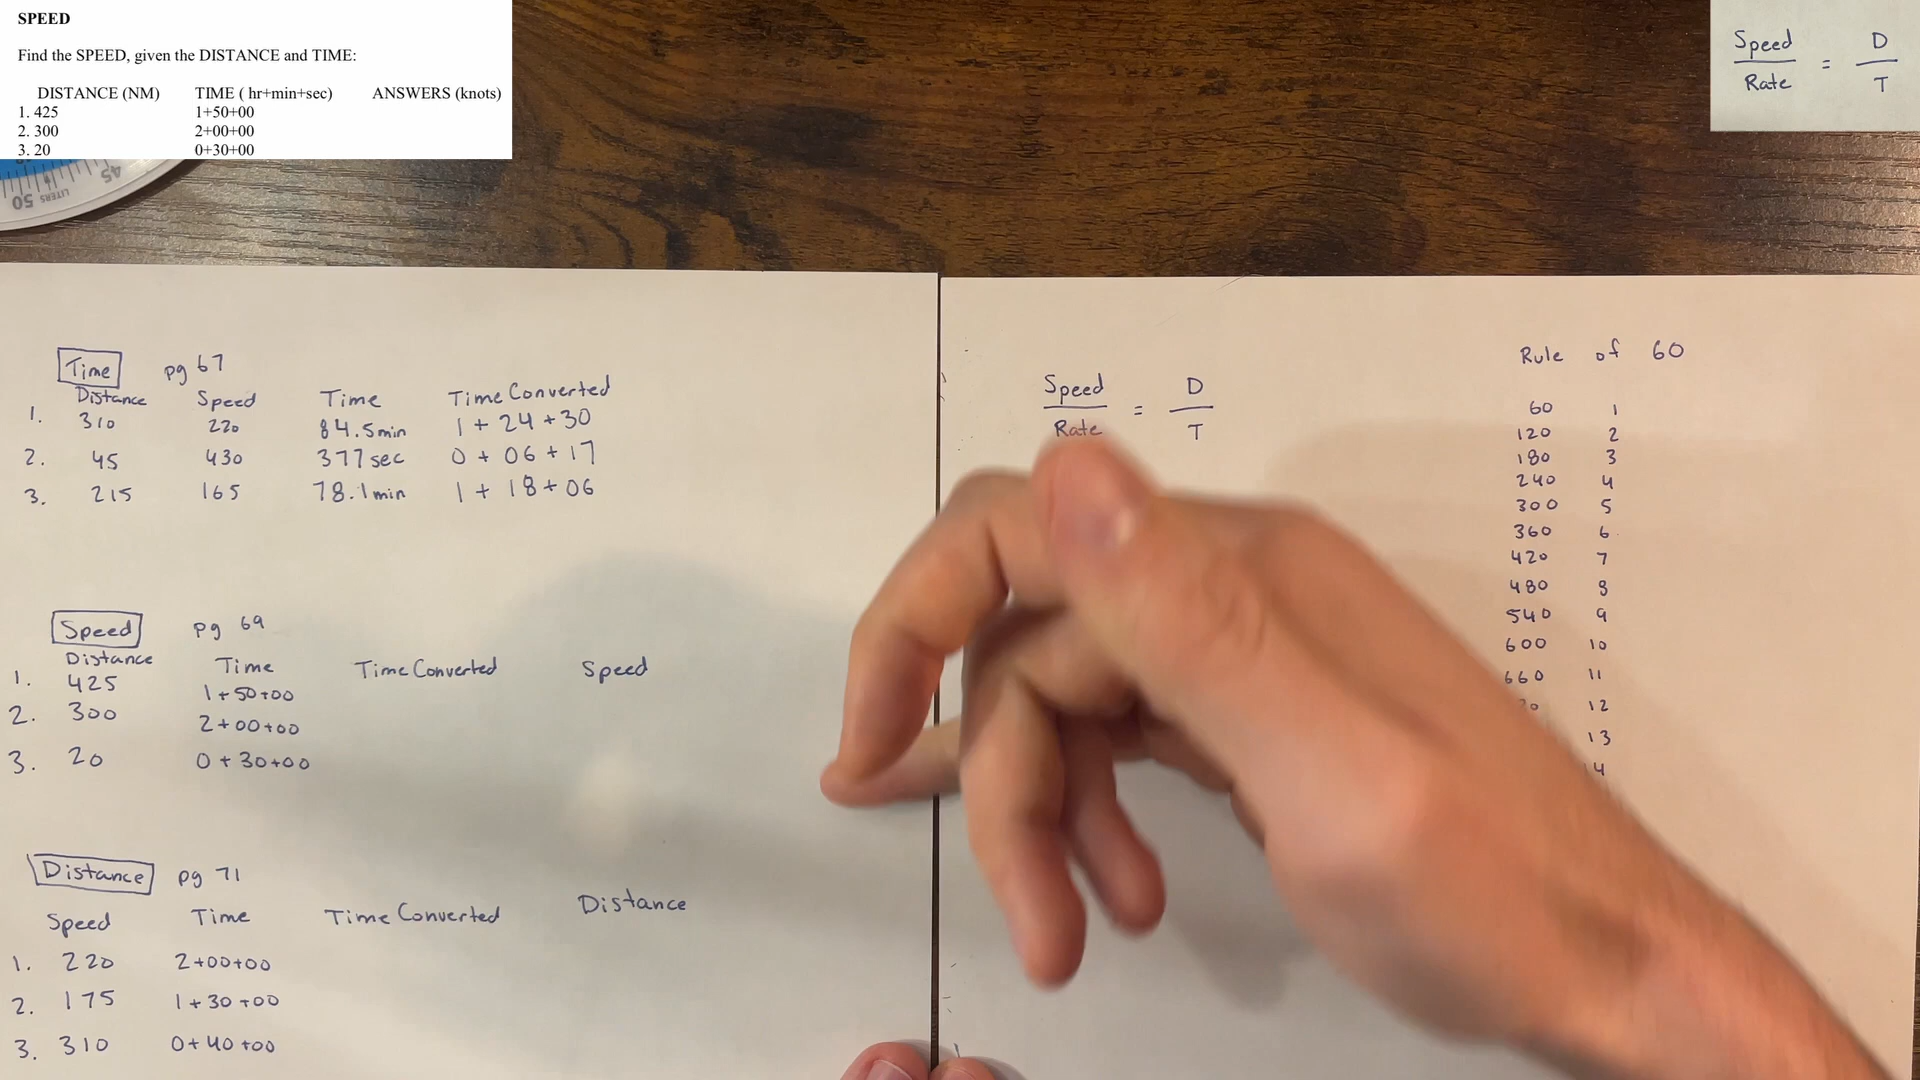 SPEED
Find the SPEED, given the DISTANCE and TIME:
DISTANCE (NM) TIME ( hr+min+sec) ANSWERS (knots)
1. 425 1+50+00
2. 300 2+00+00
3. 20 0+30+00
Speed D
=
Rate T
45
50 LITERS
Time pg 67
Distance Speed Time Time Converted
1. 310 220 84.5min 1 + 24 + 30
2. 45 430 377sec 0 + 06 + 17
3. 215 165 78.1min 1 + 18 + 06
Speed pg 69
Distance Time Time Converted Speed
1. 425 1+50+00
2. 300 2+00+00
3. 20 0+30+00
Distance pg 71
Speed Time Time Converted Distance
1. 220 2+00+00
2. 175 1+30+00
3. 310 0+40+00
Speed D
=
Rate T
Rule of 60
60 1
120 2
180 3
240 4
300 5
360 6
420 7
480 8
540 9
600 10
660 11
12
13
14